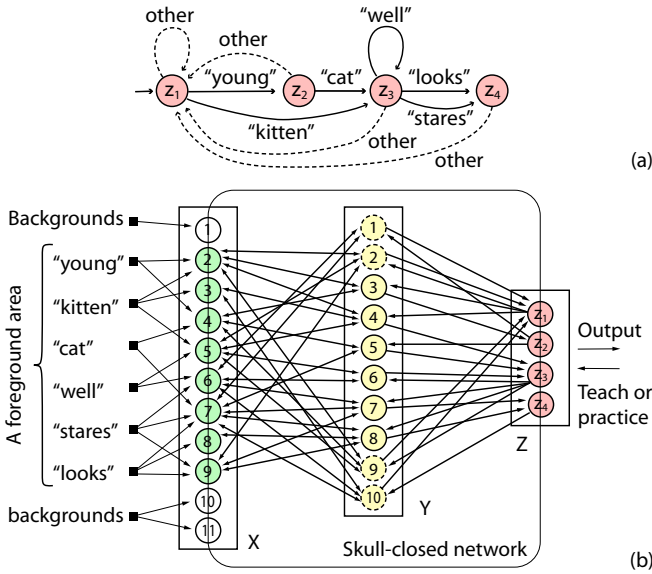 other
"well"
other
"young"
"cat"
"looks"
z1
z2
z3
z4
"kitten"
"stares"
other
other
(a)
Backgrounds
"young"
"kitten"
"cat"
"well"
"stares"
"looks"
backgrounds
A foreground area
1
2
3
4
5
6
7
8
9
10
11
X
1
2
3
4
5
6
7
8
9
10
Y
z1
z2
z3
z4
Z
Output
Teach or
practice
Skull-closed network
(b)